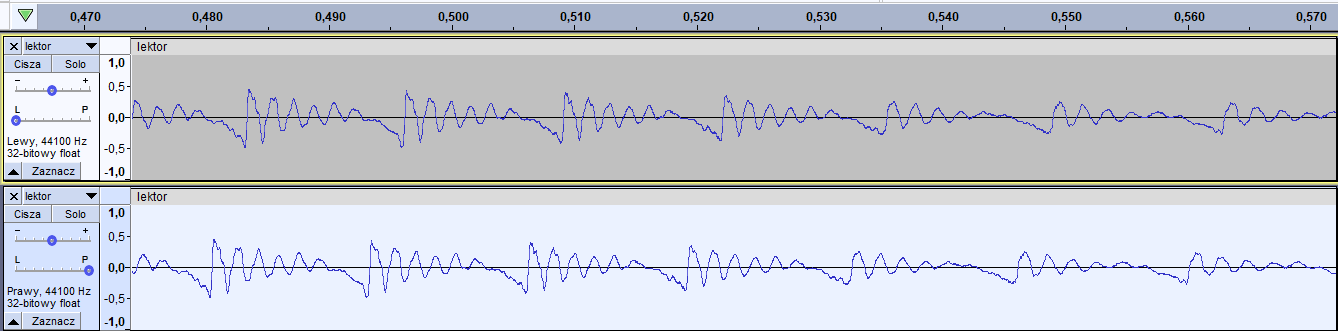 0,470 0,480 0,490 0,500 0,510 0,520 0,530 0,540 0,550 0,560 0,570
× lektor
lektor
Cisza Solo
- +
L P
Lewy, 44100 Hz
32-bitowy float
Zaznacz
1,0
0,5
0,0
-0,5
-1,0
× lektor
lektor
Cisza Solo
- +
L P
Prawy, 44100 Hz
32-bitowy float
Zaznacz
1,0
0,5
0,0
-0,5
-1,0